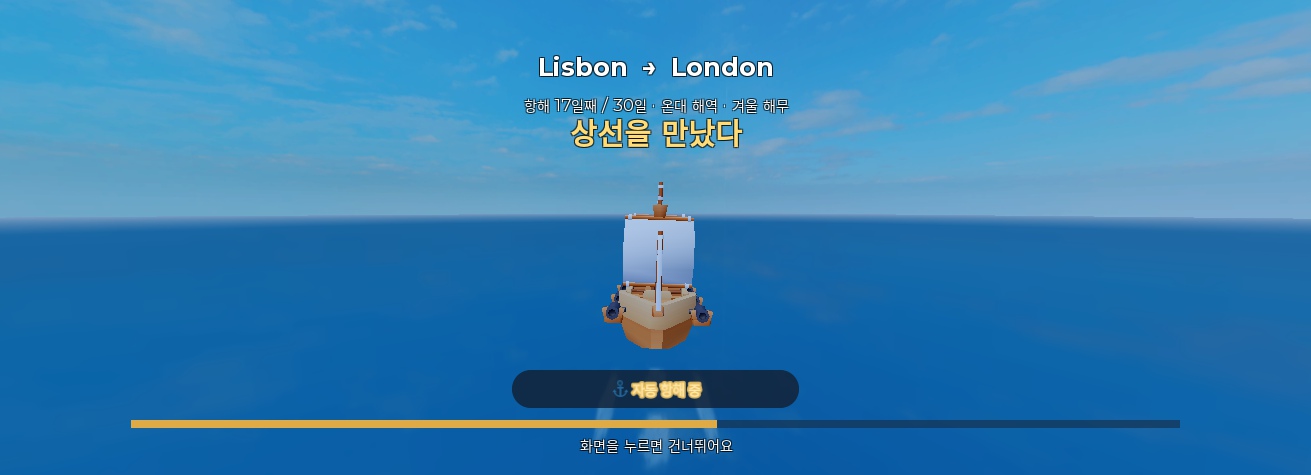 Lisbon → London
항해 17일째 / 30일 · 온대 해역 · 겨울 해무
상선을 만났다
⚓ 자동 항해 중
화면을 누르면 건너뛰어요